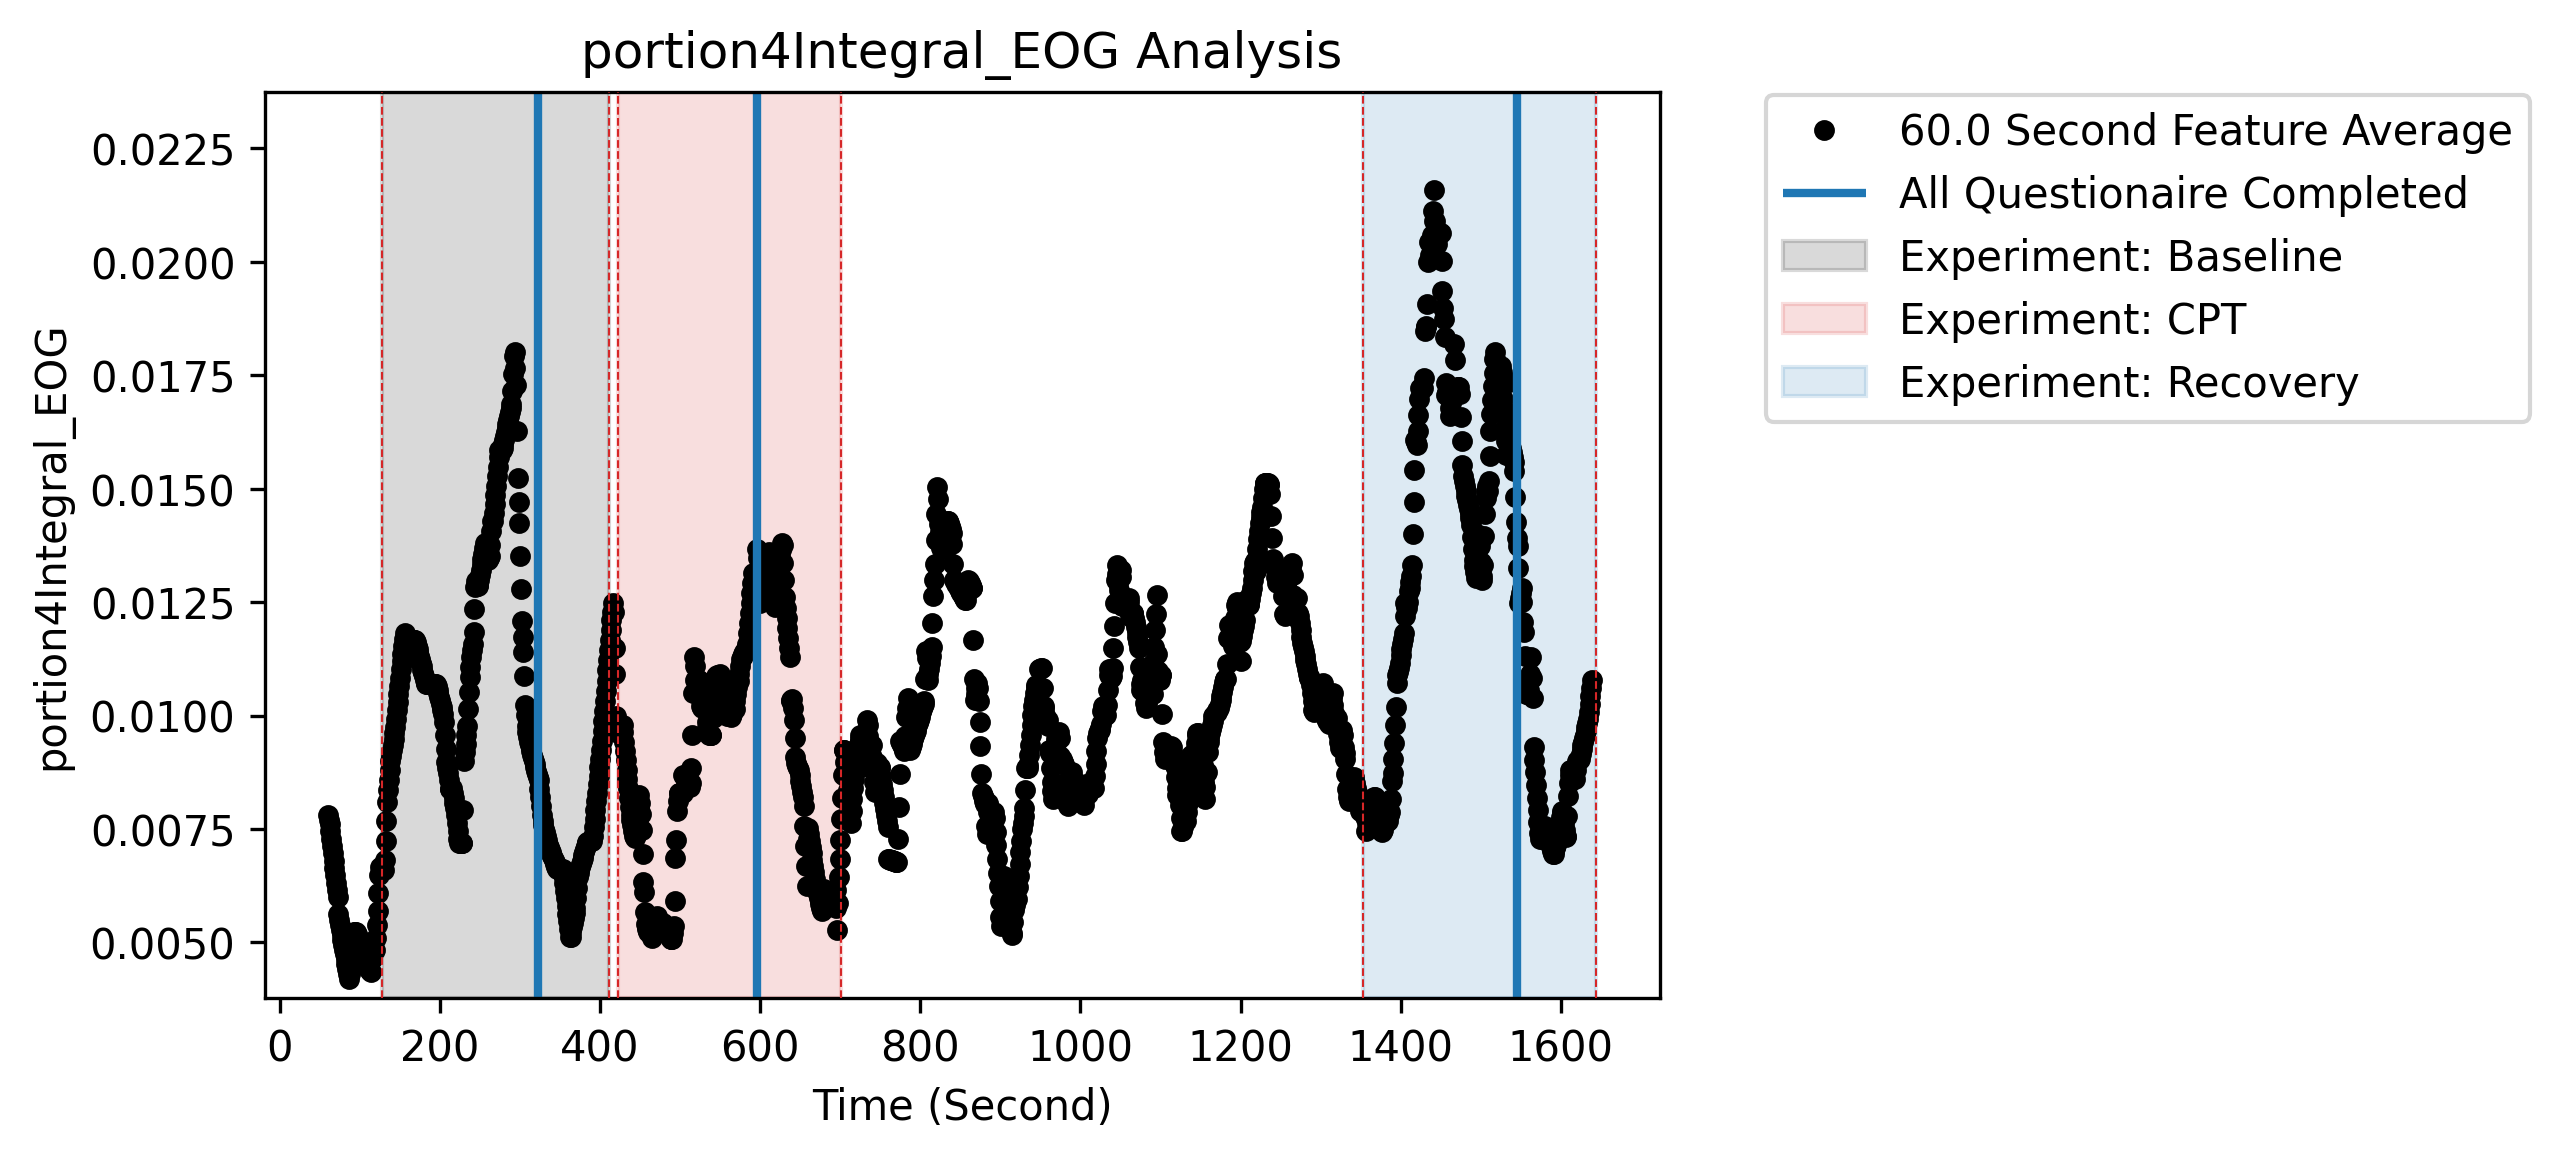 portion4Integral_EOG Analysis
portion4Integral_EOG
0.0225
0.0200
0.0175
0.0150
0.0125
0.0100
0.0075
0.0050
0 200 400 600 800 1000 1200 1400 1600
Time (Second)
60.0 Second Feature Average
All Questionaire Completed
Experiment: Baseline
Experiment: CPT
Experiment: Recovery